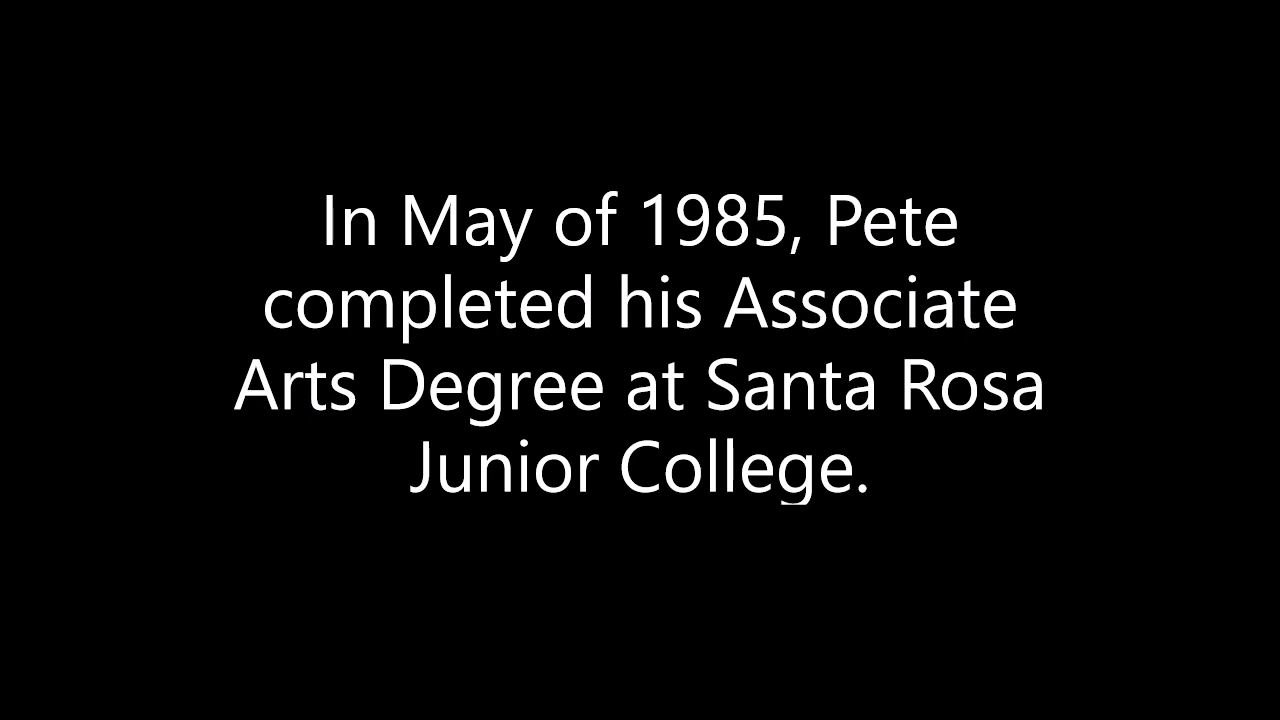 In May of 1985, Pete
completed his Associate
Arts Degree at Santa Rosa
Junior College.